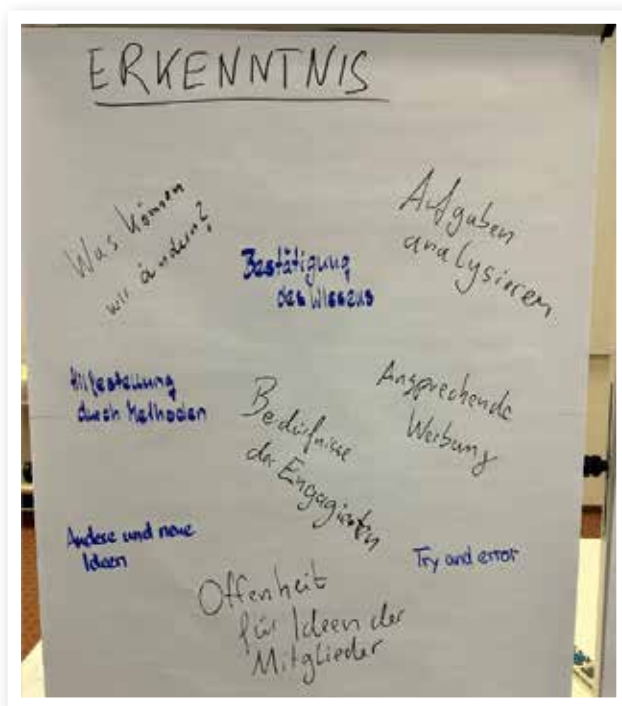 ERKENNTNIS
Was können
wir ändern?
Aufgaben
analysieren
Bestätigung
des Wissens
Hilfestellung
durch Methoden
Bedürfnisse
der Engagierten
Ansprechende
Werbung
Andere und neue
Ideen
Try and error
Offenheit
für Ideen der
Mitglieder